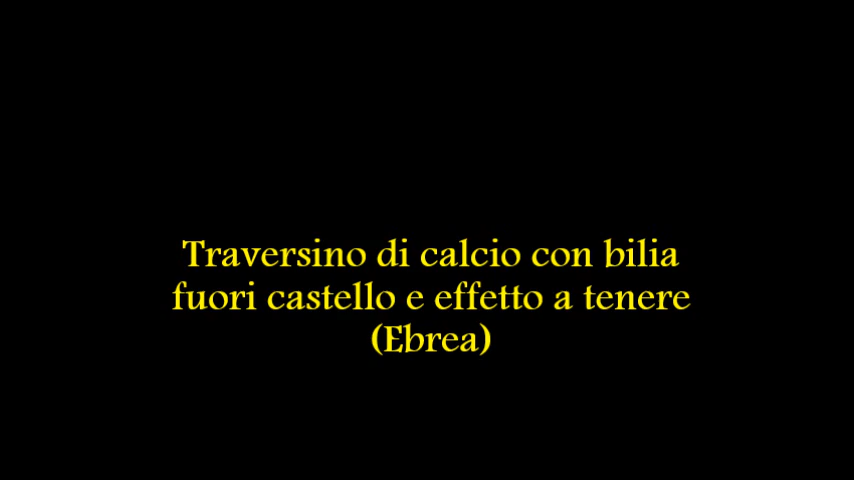 Traversino di calcio con bilia
fuori castello e effetto a tenere
(Ebrea)